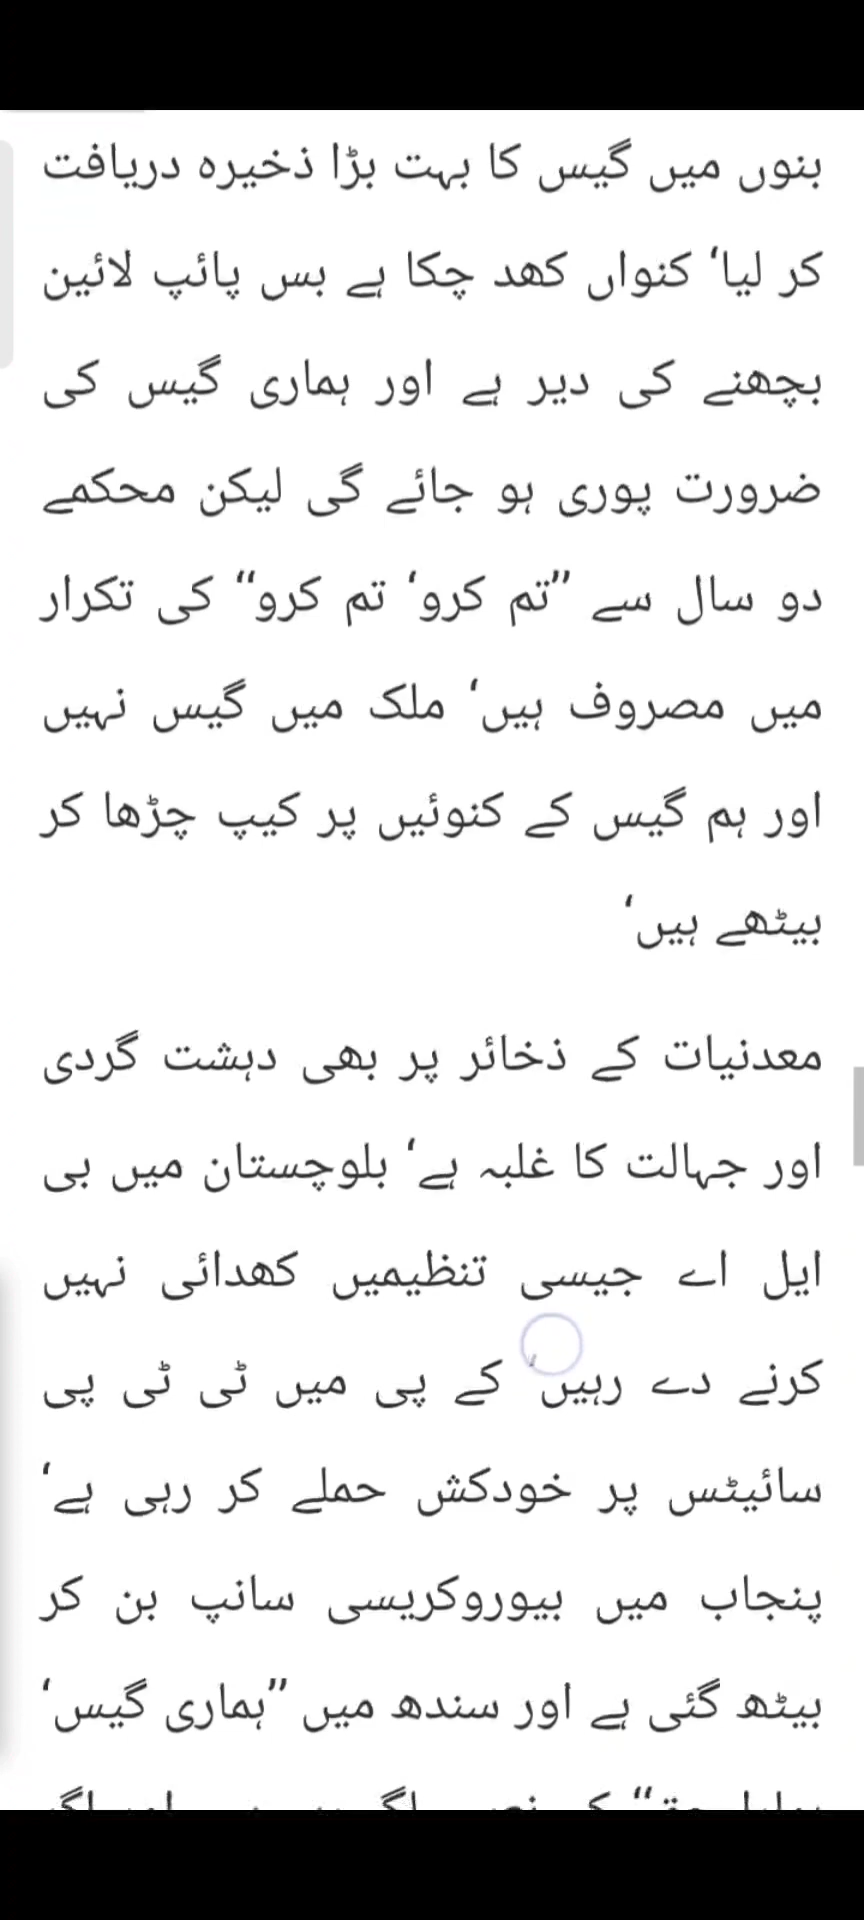 بنوں میں گیس کا بہت بڑا ذخیرہ دریافت
کر لیا‘ کنواں کھد چکا ہے بس پائپ لائین
بچھنے کی دیر ہے اور ہماری گیس کی
ضرورت پوری ہو جائے گی لیکن محکمے
دو سال سے ’’تم کرو‘ تم کرو‘‘ کی تکرار
میں مصروف ہیں‘ ملک میں گیس نہیں
اور ہم گیس کے کنوئیں پر کیپ چڑھا کر
بیٹھے ہیں‘
معدنیات کے ذخائر پر بھی دہشت گردی
اور جہالت کا غلبہ ہے‘ بلوچستان میں بی
ایل اے جیسی تنظیمیں کھدائی نہیں
کرنے دے رہیں‘ کے پی میں ٹی ٹی پی
سائیٹس پر خودکش حملے کر رہی ہے‘
پنجاب میں بیوروکریسی سانپ بن کر
بیٹھ گئی ہے اور سندھ میں ’’ہماری گیس‘